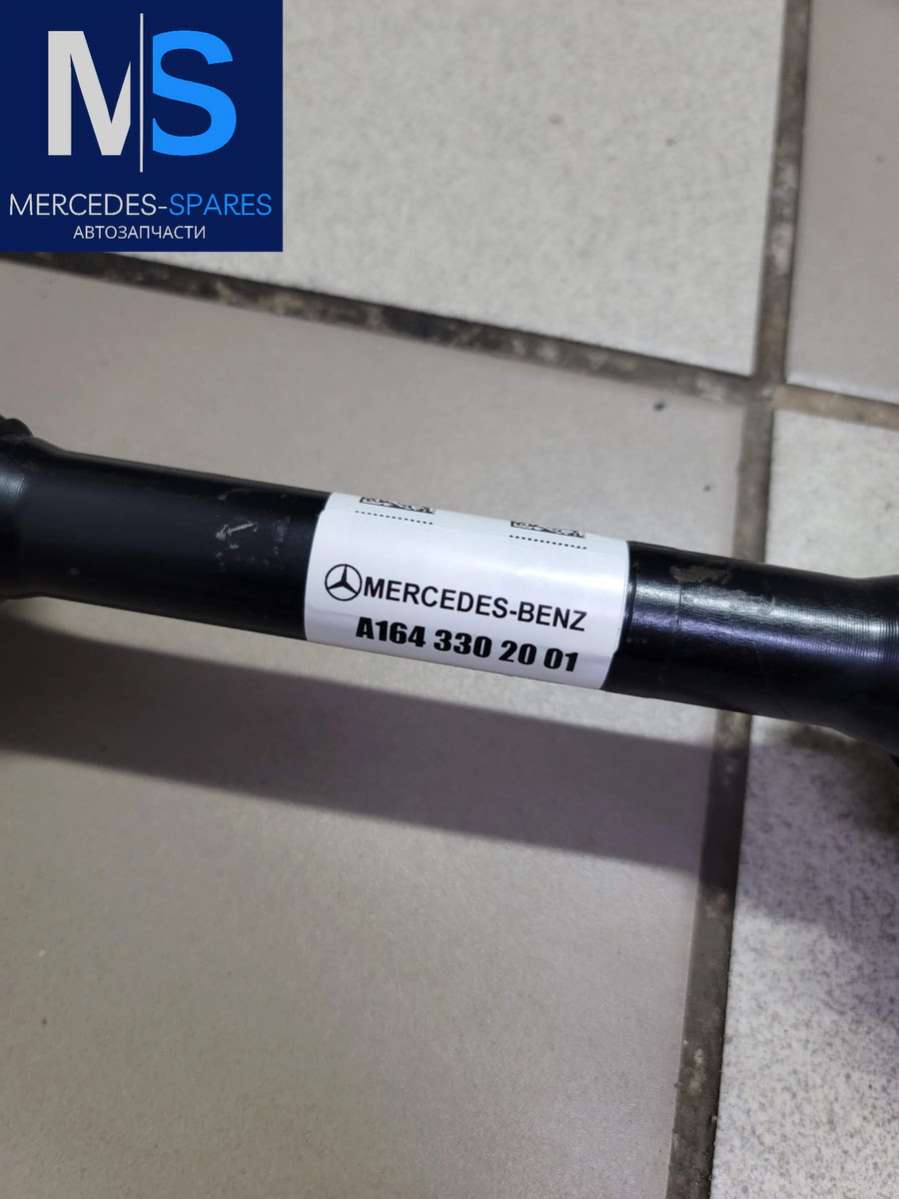 MS
MERCEDES-SPARES
АВТОЗАПЧАСТИ
MERCEDES-BENZ
A164 330 20 01